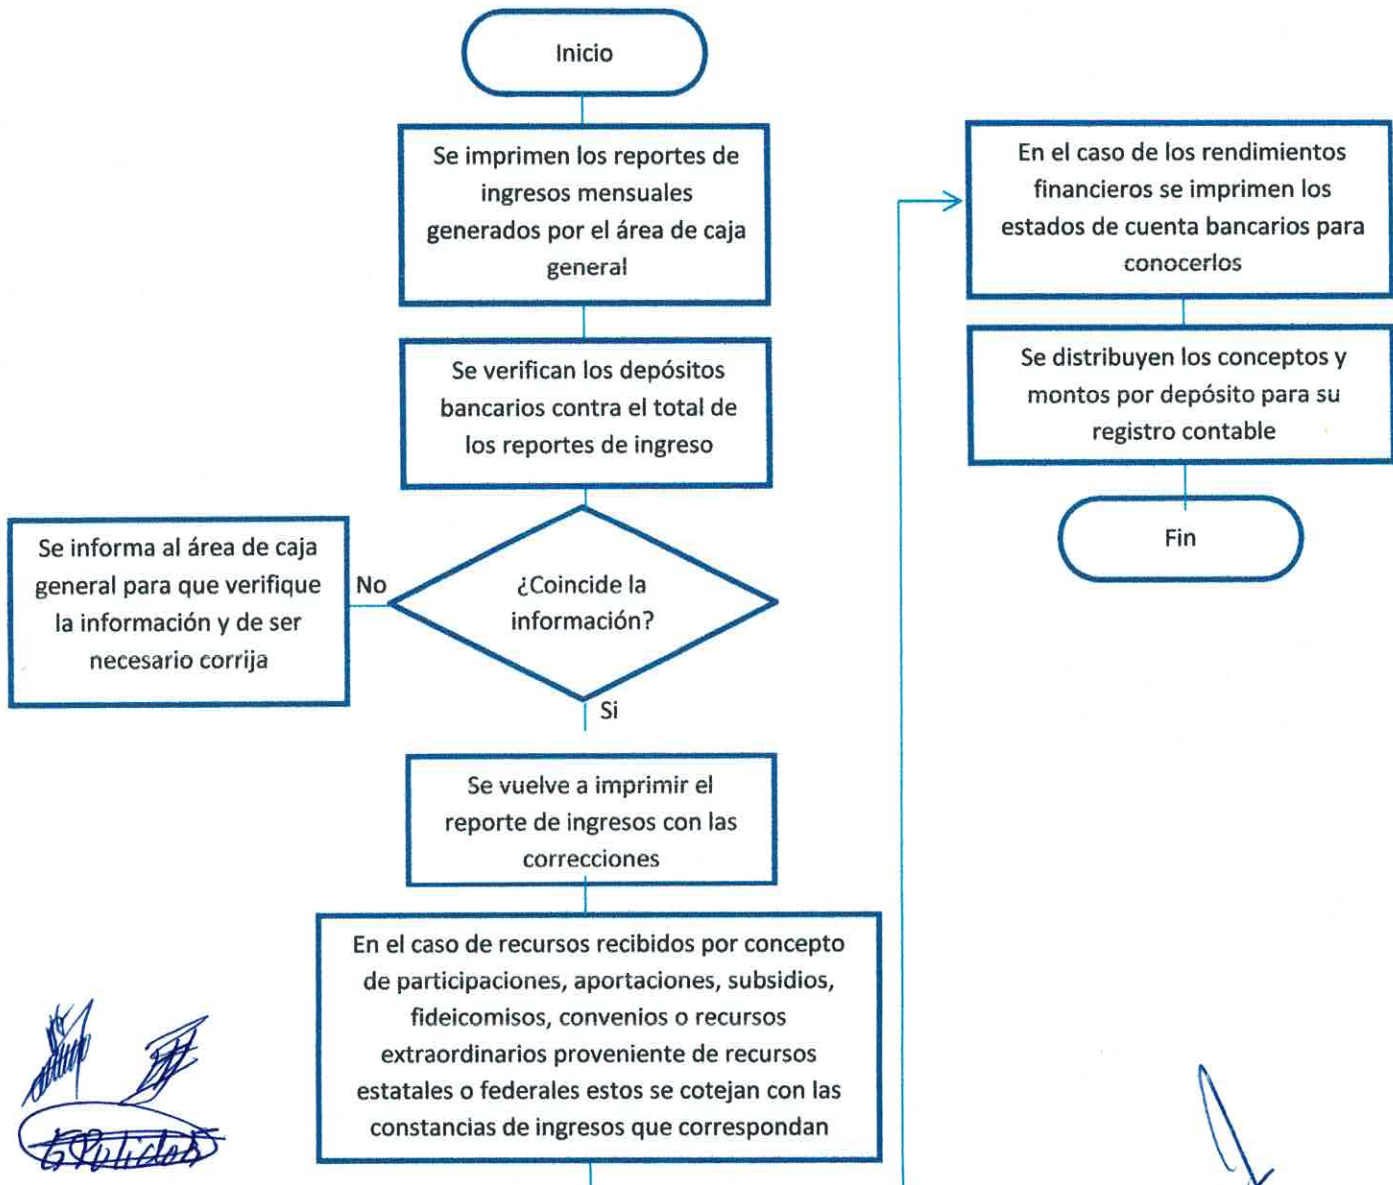 Inicio
Se imprimen los reportes de
ingresos mensuales
generados por el área de caja
general
Se verifican los depósitos
bancarios contra el total de
los reportes de ingreso
¿Coincide la
información?
No
Se informa al área de caja
general para que verifique
la información y de ser
necesario corrija
Si
Se vuelve a imprimir el
reporte de ingresos con las
correcciones
En el caso de recursos recibidos por concepto
de participaciones, aportaciones, subsidios,
fideicomisos, convenios o recursos
extraordinarios proveniente de recursos
estatales o federales estos se cotejan con las
constancias de ingresos que correspondan
En el caso de los rendimientos
financieros se imprimen los
estados de cuenta bancarios para
conocerlos
Se distribuyen los conceptos y
montos por depósito para su
registro contable
Fin